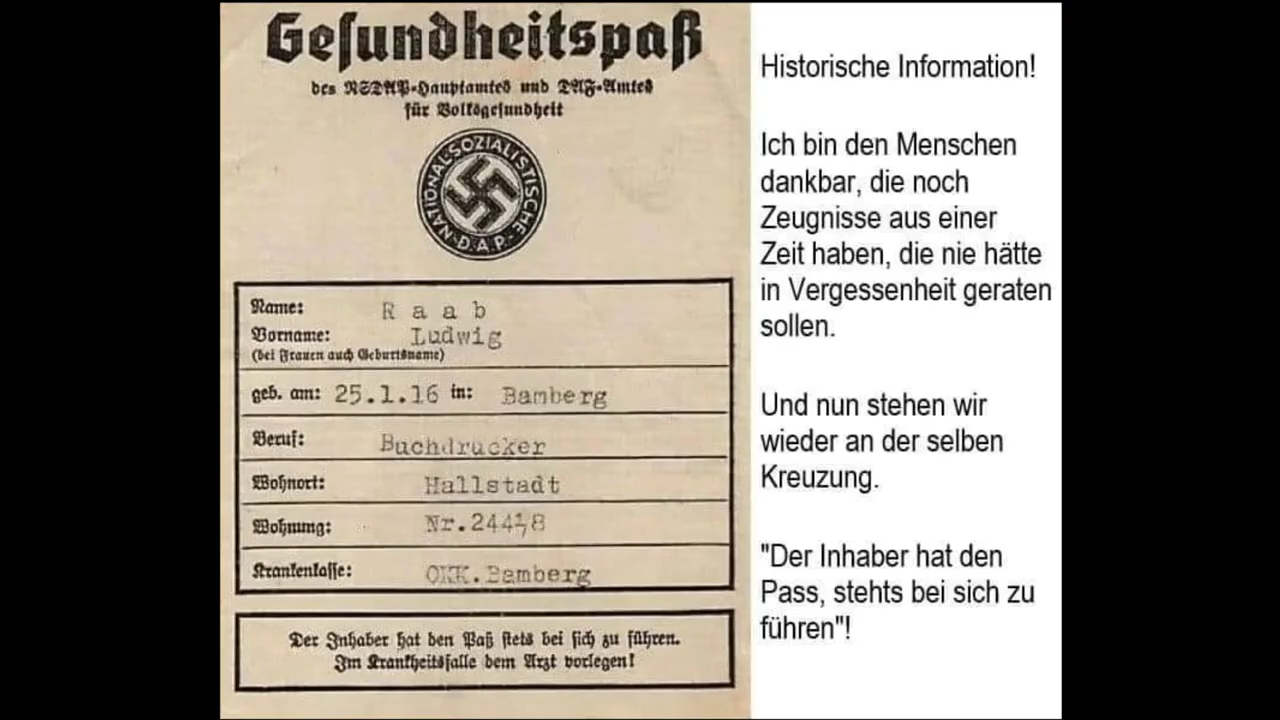 Gesundheitspaß
des NSDAP-Hauptamtes und DAF-Amtes
für Volksgesundheit
NATIONAL-SOZIALISTISCHE
D.A.P.
Name: Raab
Vorname: Ludwig
(bei Frauen auch Geburtsname)
geb. am: 25.1.16 in: Bamberg
Beruf: Buchdrucker
Wohnort: Hallstadt
Wohnung: Nr.244
Krankenkasse: OKK.Bamberg
Der Inhaber hat den Paß stets bei sich zu führen.
Im Krankheitsfalle dem Arzt vorlegen!
Historische Information!
Ich bin den Menschen
dankbar, die noch
Zeugnisse aus einer
Zeit haben, die nie hätte
in Vergessenheit geraten
sollen.
Und nun stehen wir
wieder an der selben
Kreuzung.
"Der Inhaber hat den
Pass, stehts bei sich zu
führen"!